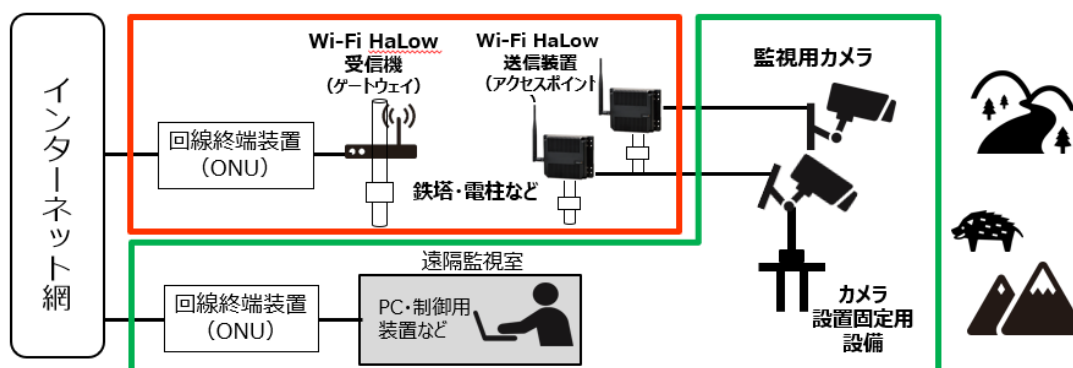 インターネット網
Wi-Fi HaLow
受信機
（ゲートウェイ）
Wi-Fi HaLow
送信装置
（アクセスポイント
監視用カメラ
回線終端装置
（ONU）
鉄塔・電柱など
遠隔監視室
回線終端装置
（ONU）
PC・制御用
装置など
カメラ
設置固定用
設備